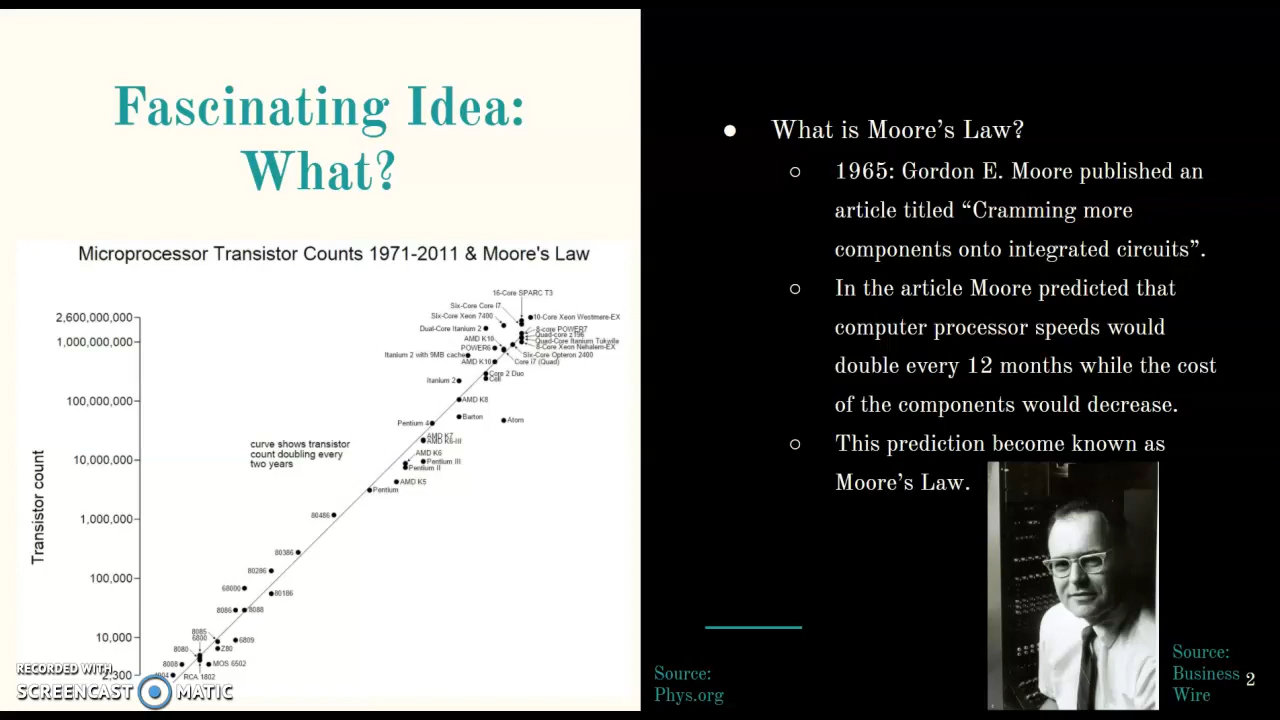 Fascinating Idea:
What?
Microprocessor Transistor Counts 1971-2011 & Moore's Law
Transistor count
2,600,000,000
1,000,000,000
100,000,000
10,000,000
1,000,000
100,000
10,000
2,300
curve shows transistor
count doubling every
two years
16-Core SPARC T3
Six-Core Core i7
Six-Core Xeon 7400
10-Core Xeon Westmere-EX
Dual-Core Itanium 2
8-core POWER7
Quad-core z196
Quad-Core Itanium Tukwila
AMD K10
POWER6
8-Core Xeon Nehalem-EX
Itanium 2 with 9MB cache
Six-Core Opteron 2400
AMD K10
Core i7 (Quad)
Core 2 Duo
Cell
Itanium 2
AMD K8
Barton
Atom
Pentium 4
AMD K7
AMD K6-III
AMD K6
Pentium III
Pentium II
AMD K5
Pentium
80486
80386
80286
68000
80186
8086
8088
8085
6800
6809
8080
Z80
8008
MOS 6502
RCA 1802
RECORDED WITH
SCREENCAST MATIC
● What is Moore’s Law?
○ 1965: Gordon E. Moore published an
article titled “Cramming more
components onto integrated circuits”.
○ In the article Moore predicted that
computer processor speeds would
double every 12 months while the cost
of the components would decrease.
○ This prediction become known as
Moore’s Law.
Source:
Phys.org
Source:
Business
Wire
2